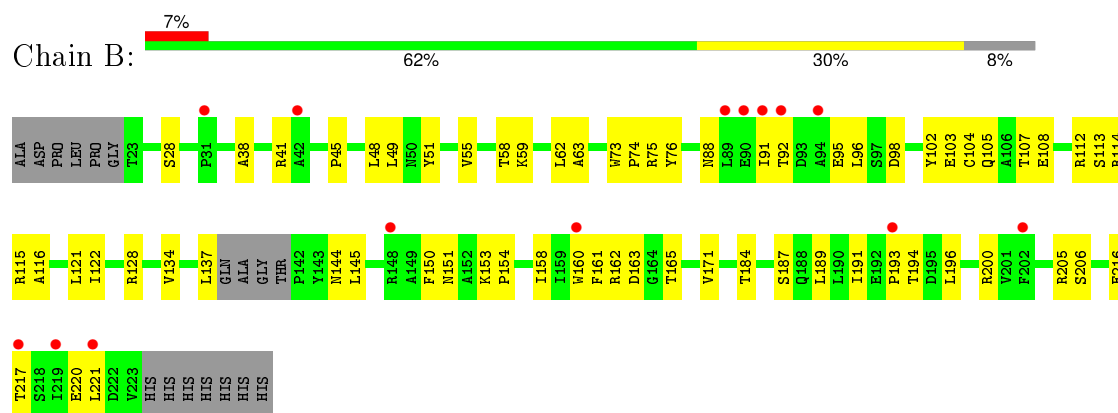 7%
Chain B:
62% 30% 8%
ALA ASP PRO LEU PRO GLY T23 S28 P31 A38 R41 A42 P45 L48 L49 N50 Y51 V55 T58 K59 L62 A63 W73 P74 R75 Y76 N88 L89 E90 I91 T92 D93 A94 E95 L96 S97 D98 Y102 E103 C104 Q105 A106 T107 E108 R112 S113 P114
R115 A116 L121 I122 R128 V134 L137 GLN ALA GLY THR P142 Y143 N144 L145 R148 A149 F150 N151 A152 K153 P154 I158 I159 W160 F161 R162 D163 G164 T165 V171 T184 S187 Q188 L189 L190 I191 E192 P193 T194 D195 L196 R200 V201 F202 R205 S206
T217 S218 I219 E220 L221 D222 V223 HIS HIS HIS HIS HIS HIS HIS